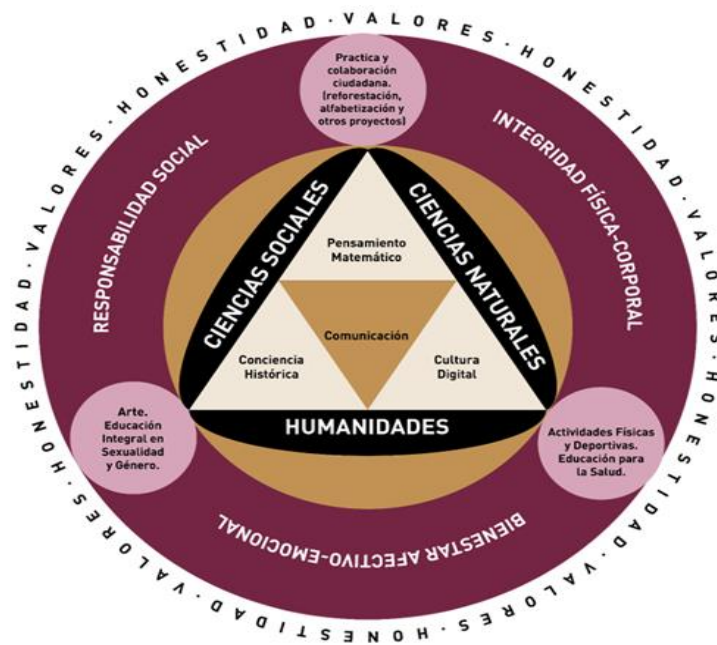 HONESTIDAD · VALORES · HONESTIDAD · VALORES · HONESTIDAD · VALORES · HONESTIDAD · VALORES · HONESTIDAD · VALORES · HONESTIDAD · VALORES ·
Practica y
colaboración
ciudadana.
(reforestación,
alfabetización y
otros proyectos)
RESPONSABILIDAD SOCIAL
INTEGRIDAD FÍSICA-CORPORAL
CIENCIAS SOCIALES
CIENCIAS NATURALES
Pensamiento
Matemático
Comunicación
Conciencia
Histórica
Cultura
Digital
HUMANIDADES
Arte.
Educación
Integral en
Sexualidad
y Género.
Actividades Físicas
y Deportivas.
Educación para
la Salud.
BIENESTAR AFECTIVO-EMOCIONAL